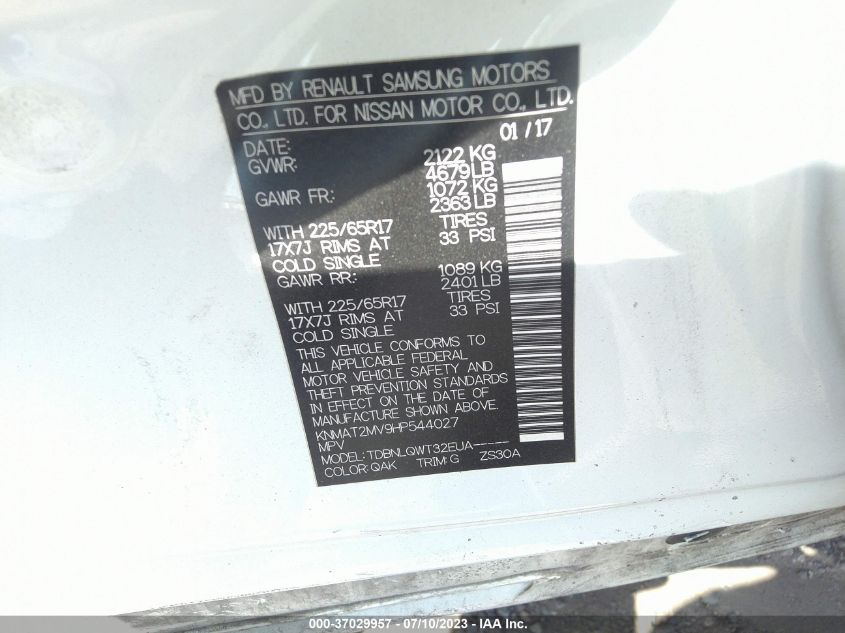 MFD BY RENAULT SAMSUNG MOTORS
CO., LTD. FOR NISSAN MOTOR CO., LTD.
DATE: 01 / 17
GVWR: 2122 KG
4679 LB
GAWR FR: 1072 KG
2363 LB
WITH 225/65R17 TIRES
17X7J RIMS AT 33 PSI
COLD SINGLE
GAWR RR: 1089 KG
2401 LB
WITH 225/65R17 TIRES
17X7J RIMS AT 33 PSI
COLD SINGLE
THIS VEHICLE CONFORMS TO
ALL APPLICABLE FEDERAL
MOTOR VEHICLE SAFETY AND
THEFT PREVENTION STANDARDS
IN EFFECT ON THE DATE OF
MANUFACTURE SHOWN ABOVE.
KNMAT2MV9HP544027
MPV
MODEL: TDBNLQWT32EUA-----
COLOR: QAK TRIM: G ZS30A
000-37029957 - 07/10/2023 - IAA Inc.